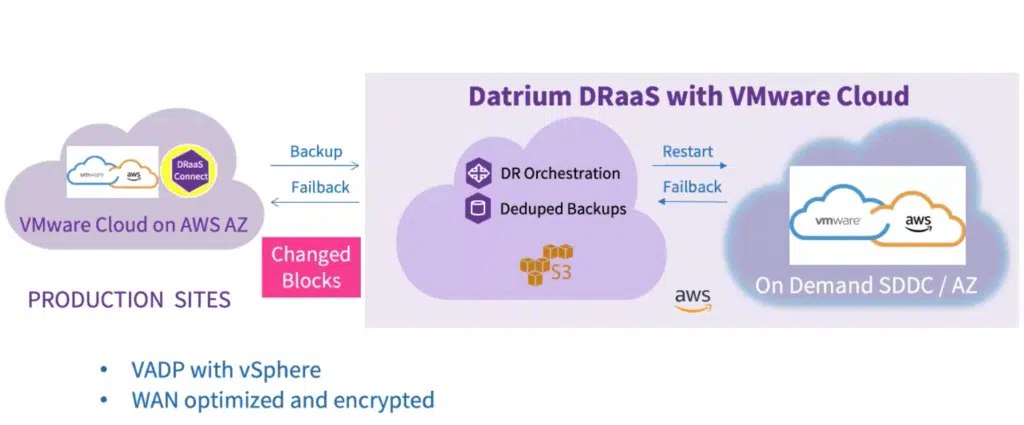 Datrium DRaaS with VMware Cloud
vmware
aws
DRaaS
Connect
VMware Cloud on AWS AZ
PRODUCTION SITES
Backup
Failback
Changed
Blocks
DR Orchestration
Deduped Backups
S3
aws
Restart
Failback
vmware
aws
On Demand SDDC / AZ
• VADP with vSphere
• WAN optimized and encrypted